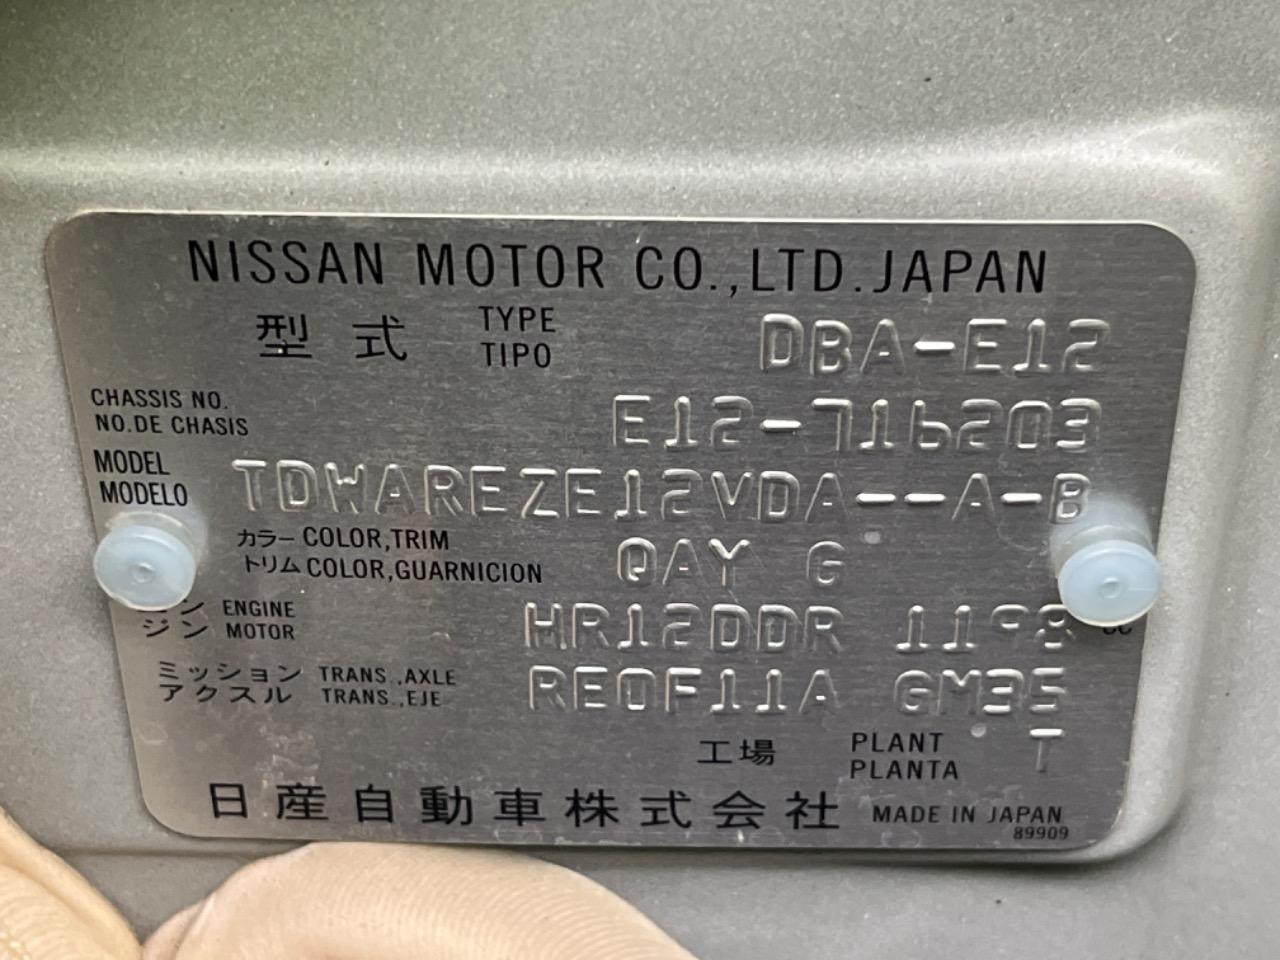 NISSAN MOTOR CO.,LTD.JAPAN
型式 TYPE DBA-E12
TIPO
CHASSIS NO. E12-716203
NO.DE CHASIS
MODEL TDWAREZE12VDA--A-B
MODELO
カラー COLOR,TRIM QAY G
トリム COLOR,GUARNICION
ン ENGINE HR12DDR 1198 cc
ジン MOTOR
ミッション TRANS.,AXLE RE0F11A GM35
アクスル TRANS.,EJE
工場 PLANT T
PLANTA
日産自動車株式会社 MADE IN JAPAN
89909